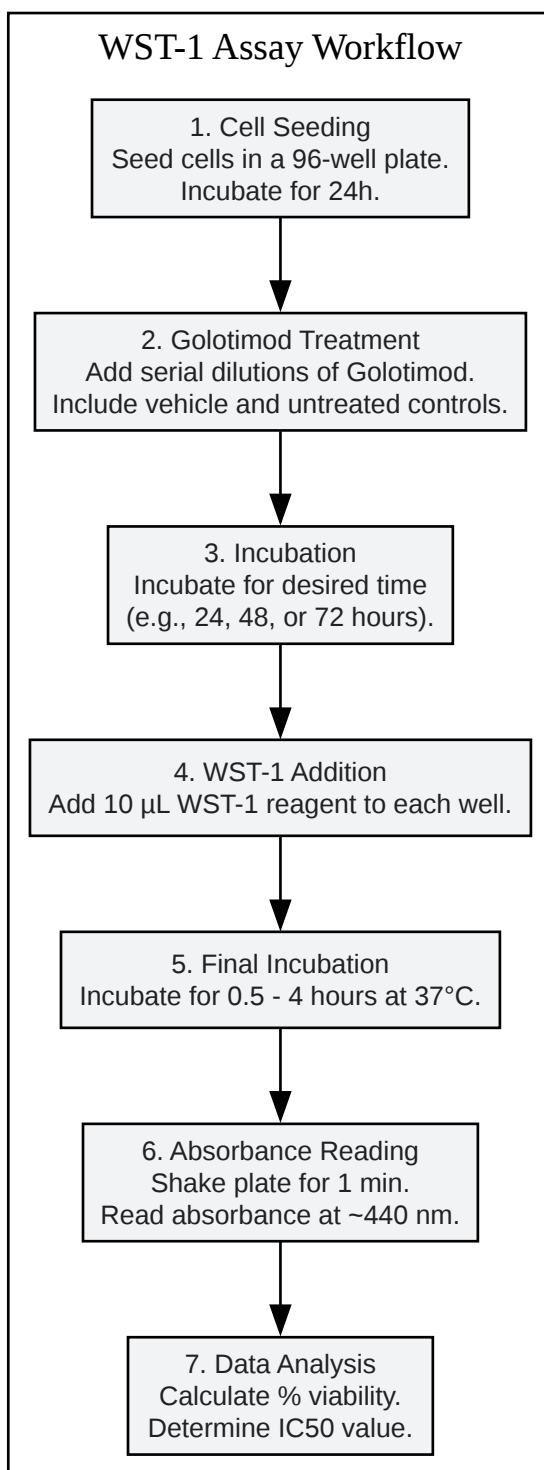 WST-1 Assay Workflow
1. Cell Seeding
Seed cells in a 96-well plate.
Incubate for 24h.
2. Golotimod Treatment
Add serial dilutions of Golotimod.
Include vehicle and untreated controls.
3. Incubation
Incubate for desired time
(e.g., 24, 48, or 72 hours).
4. WST-1 Addition
Add 10 µL WST-1 reagent to each well.
5. Final Incubation
Incubate for 0.5 - 4 hours at 37°C.
6. Absorbance Reading
Shake plate for 1 min.
Read absorbance at ~440 nm.
7. Data Analysis
Calculate % viability.
Determine IC50 value.